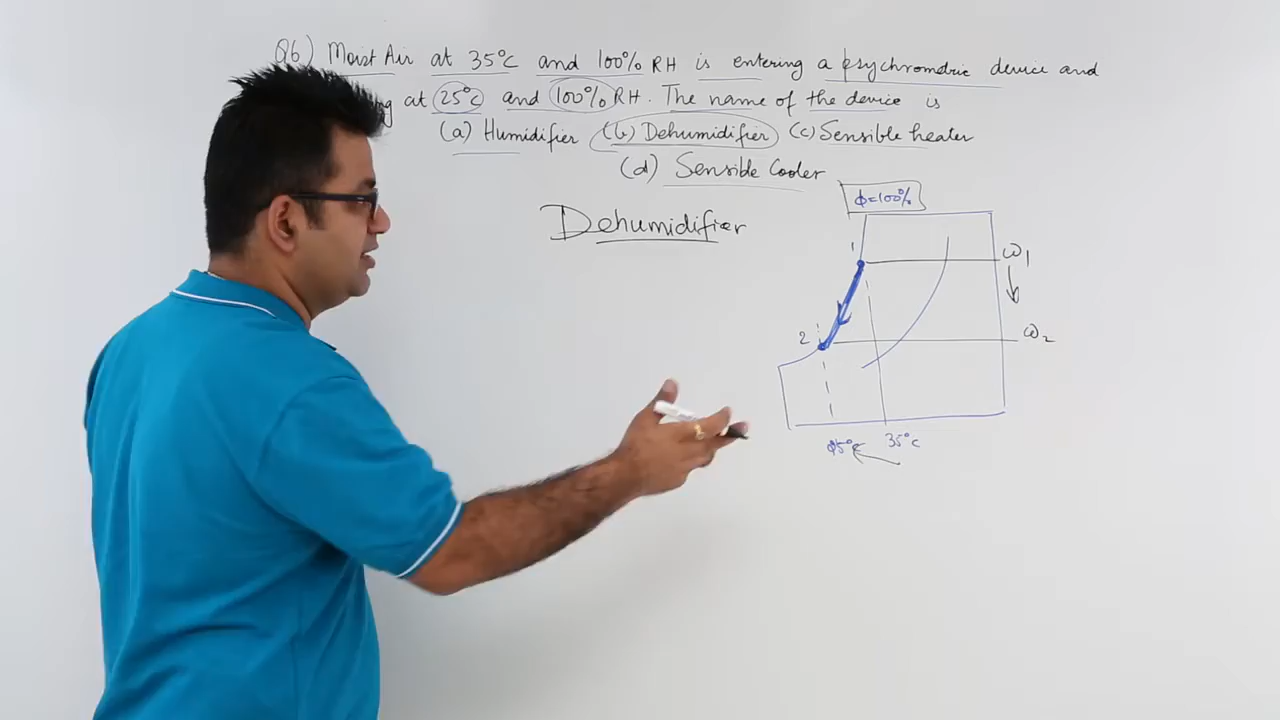 Q6) Moist Air at 35°c and 100% RH is entering a psychrometric device and
at 25°c and 100% RH. The name of the device is
(a) Humidifier (b) Dehumidifier (c) Sensible heater
(d) Sensible Cooler
Dehumidifier
ϕ=100%
1
ω1
2
ω2
35°c